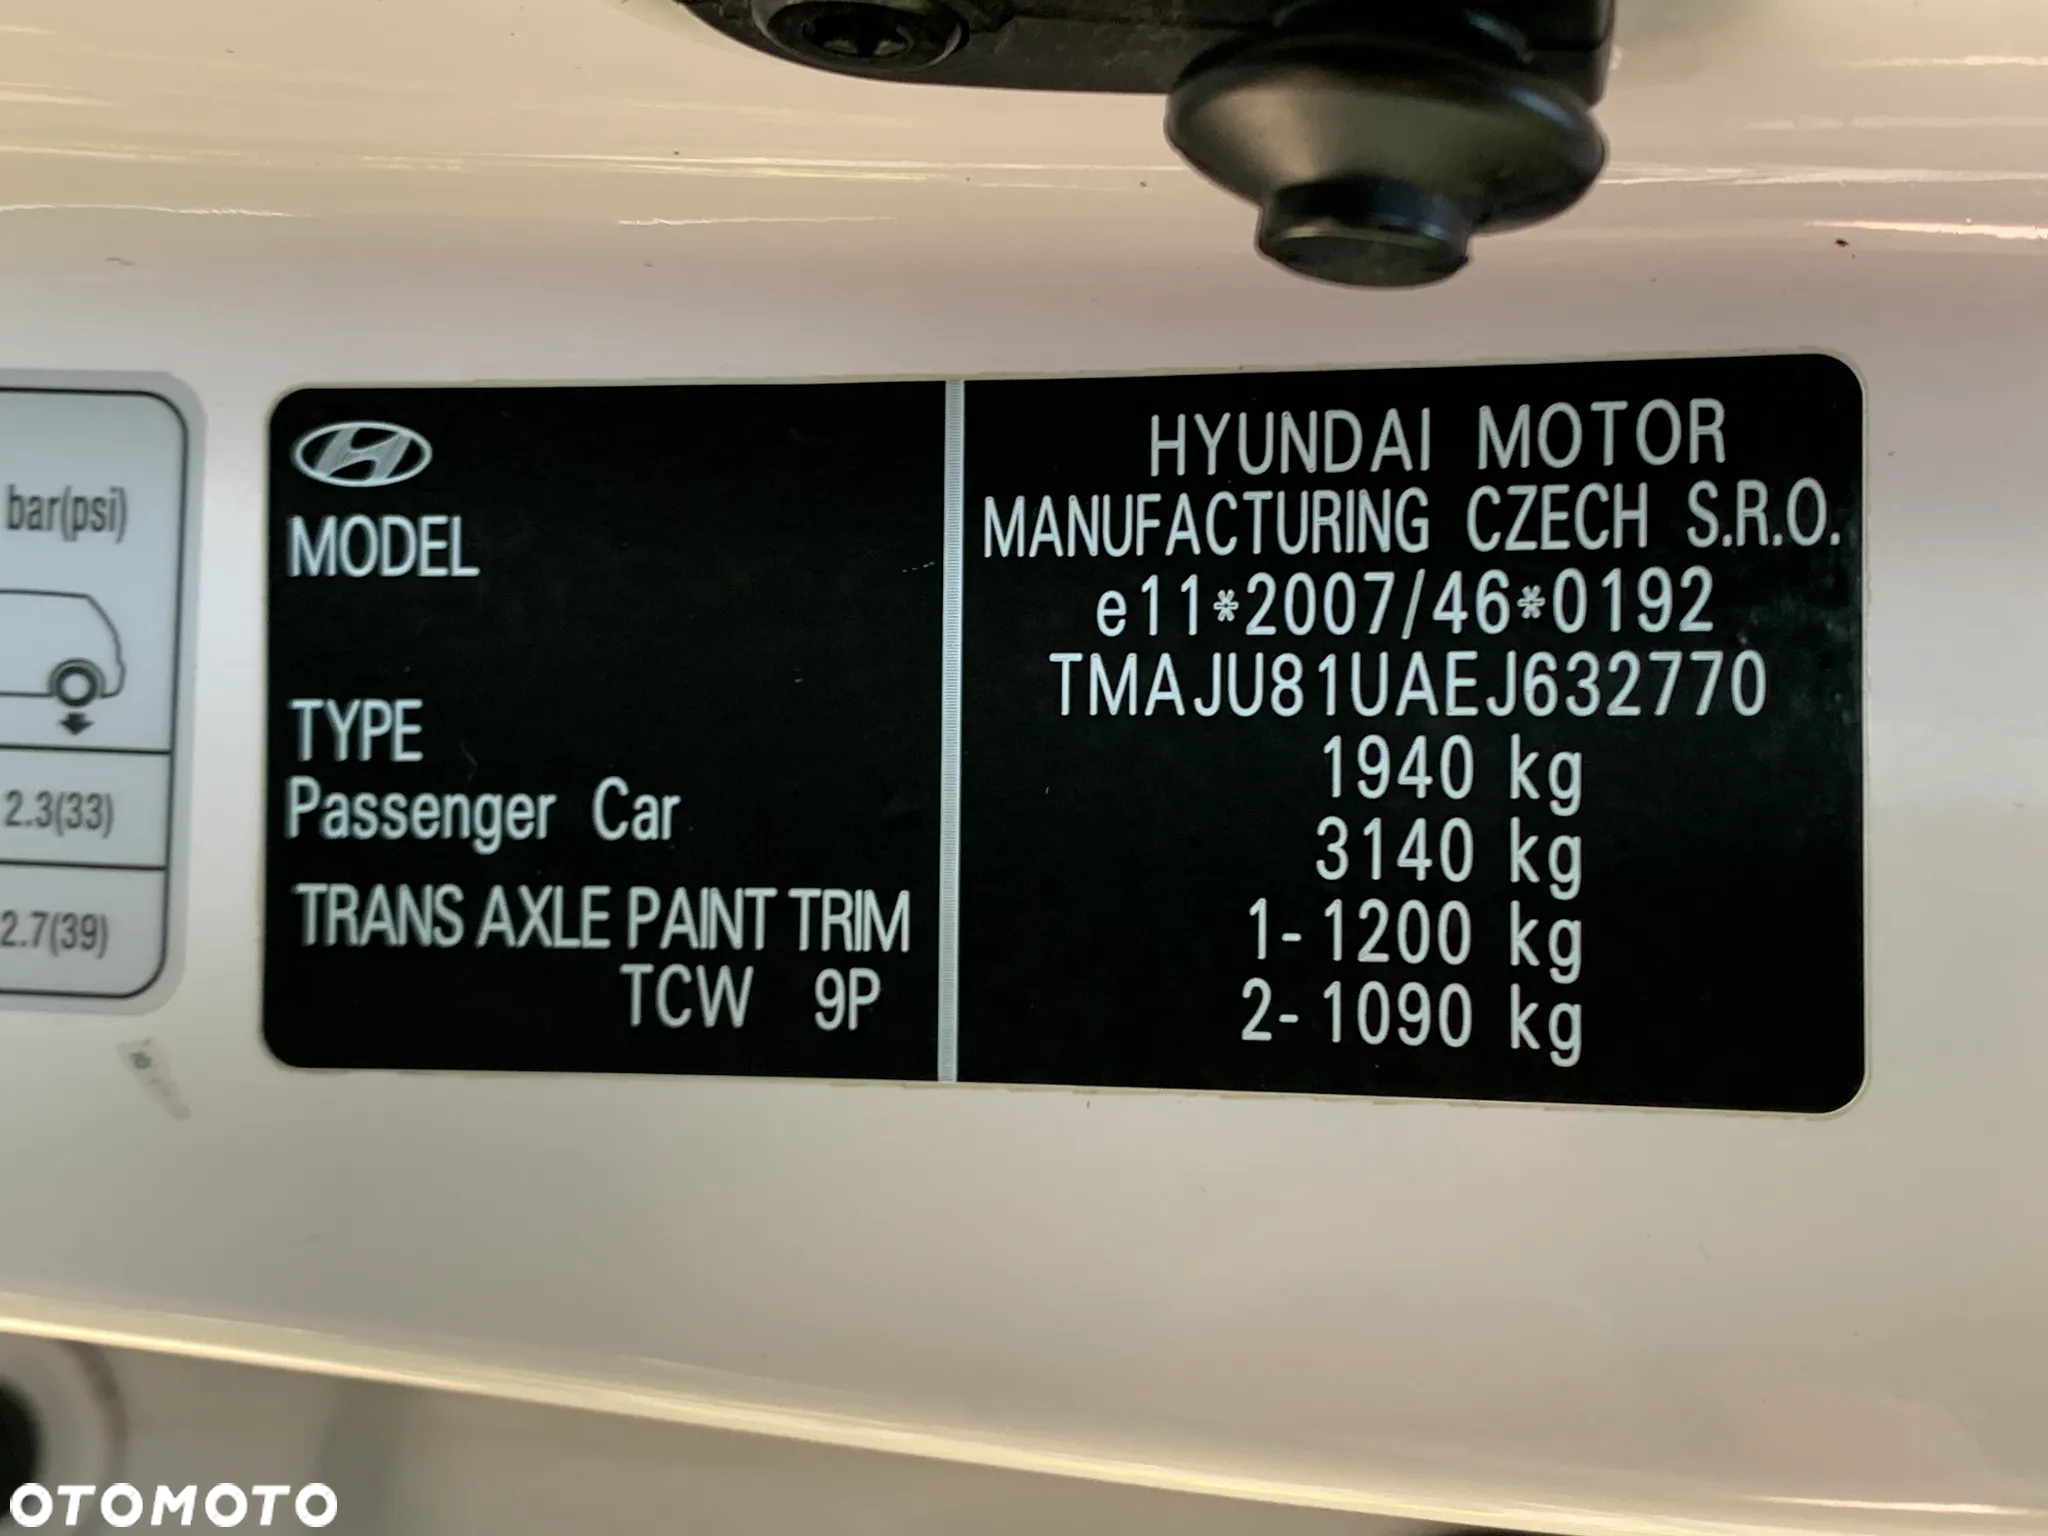 bar(psi)
2.3(33)
2.7(39)
MODEL
TYPE
Passenger Car
TRANS AXLE PAINT TRIM
TCW 9P
HYUNDAI MOTOR
MANUFACTURING CZECH S.R.O.
e11*2007/46*0192
TMAJU81UAEJ632770
1940 kg
3140 kg
1-1200 kg
2-1090 kg
OTOMOTO